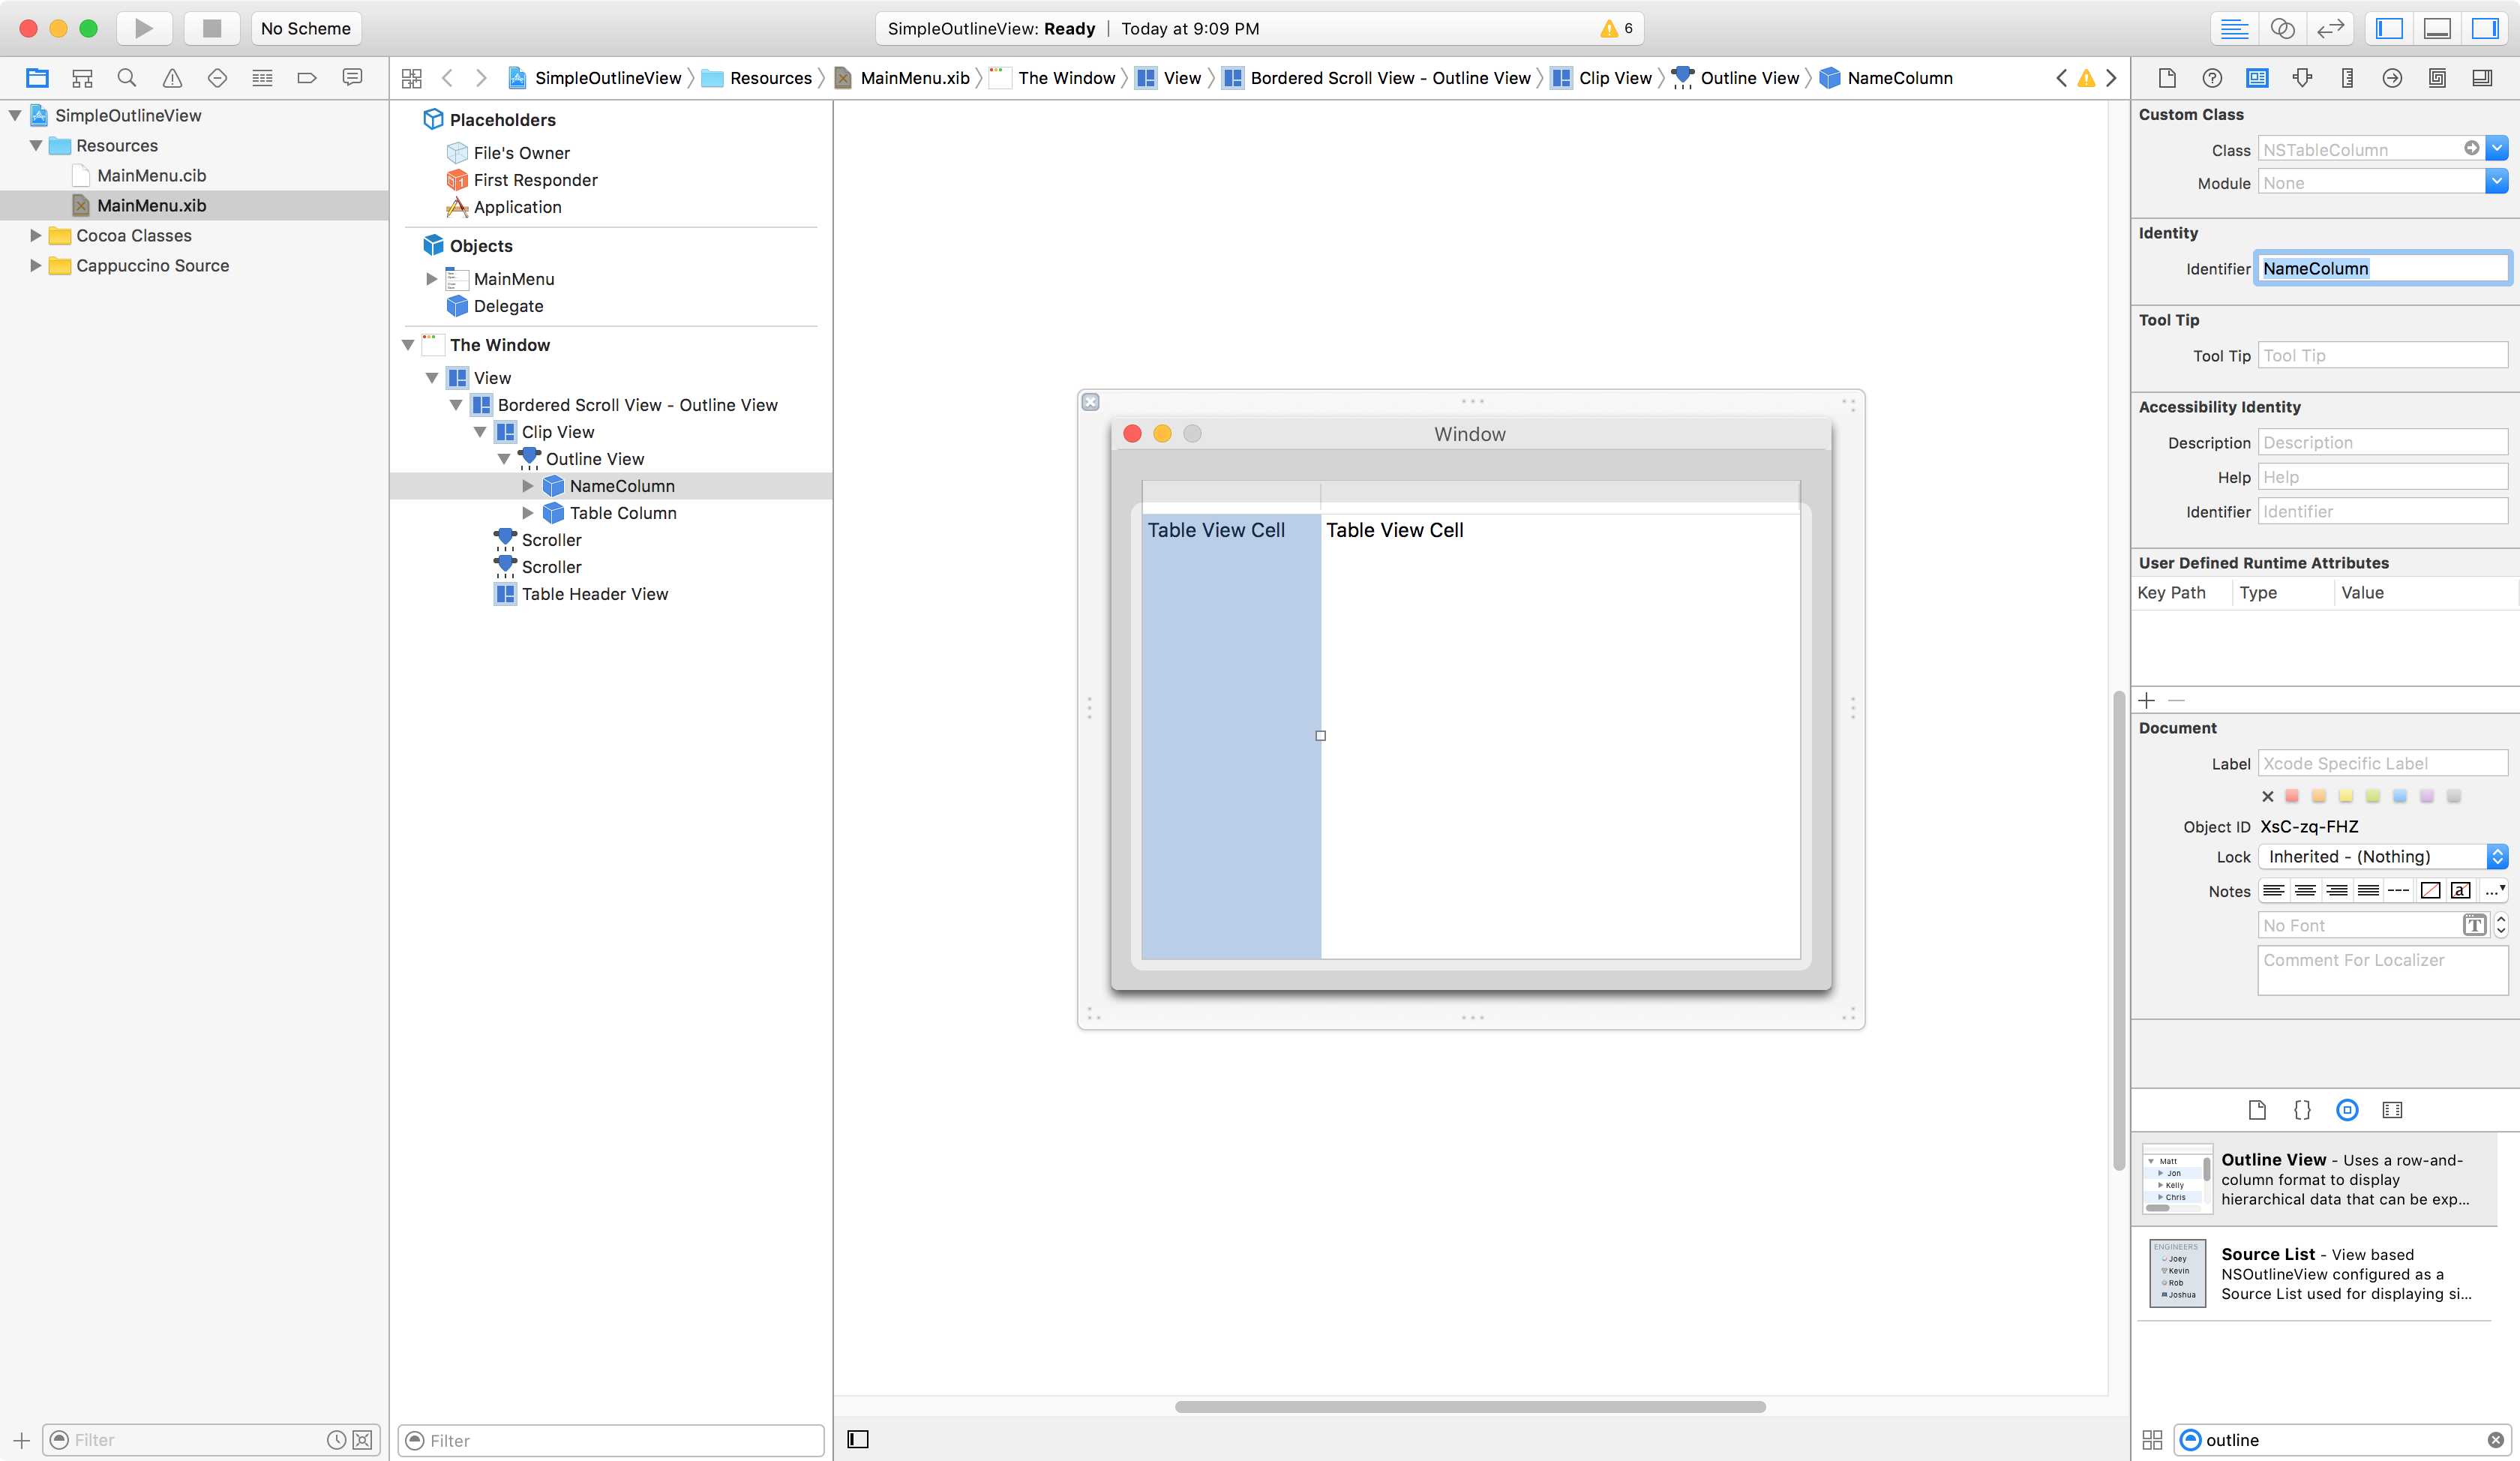 No Scheme
SimpleOutlineView: Ready | Today at 9:09 PM
6
SimpleOutlineView
Resources
MainMenu.xib
The Window
View
Bordered Scroll View - Outline View
Clip View
Outline View
NameColumn
SimpleOutlineView
Resources
MainMenu.cib
MainMenu.xib
Cocoa Classes
Cappuccino Source
Filter
Placeholders
File's Owner
First Responder
Application
Objects
MainMenu
Delegate
The Window
View
Bordered Scroll View - Outline View
Clip View
Outline View
NameColumn
Table Column
Scroller
Scroller
Table Header View
Filter
Window
Table View Cell
Table View Cell
Custom Class
Class NSTableColumn
Module None
Identity
Identifier NameColumn
Tool Tip
Tool Tip Tool Tip
Accessibility Identity
Description Description
Help Help
Identifier Identifier
User Defined Runtime Attributes
Key Path Type Value
Document
Label Xcode Specific Label
Object ID XsC-zq-FHZ
Lock Inherited - (Nothing)
Notes
No Font
Comment For Localizer
Matt
Jon
Kelly
Chris
Outline View - Uses a row-and-
column format to display
hierarchical data that can be exp...
ENGINEERS
Joey
Kevin
Rob
Joshua
Source List - View based
NSOutlineView configured as a
Source List used for displaying si...
outline